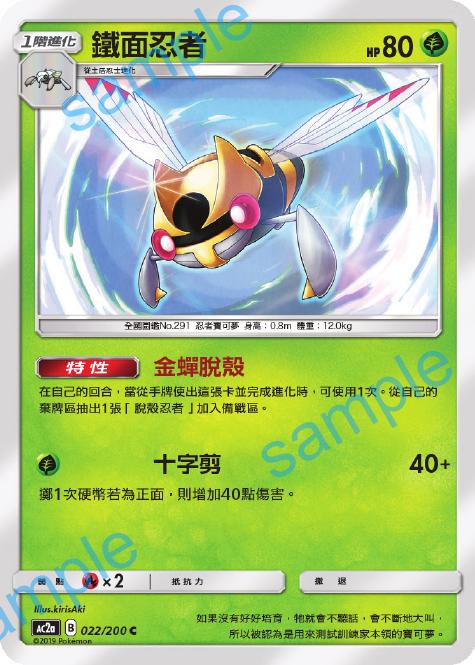 1階進化
鐵面忍者
HP 80
從土居忍士進化
sample
全國圖鑑No.291 忍者寶可夢 身高:0.8m 體重:12.0kg
特性 金蟬脫殼
在自己的回合,當從手牌使出這張卡並完成進化時,可使用1次。從自己的
棄牌區抽出1張「脫殼忍者」加入備戰區。
sample
十字剪 40+
擲1次硬幣若為正面,則增加40點傷害。
sample
弱點 ×2 抵抗力 撤退
Illus.kirisAki
AC2a B 022/200 C
©2019 Pokémon
如果沒有好好培育,牠就會不聽話,會不斷地大叫,
所以被認為是用來測試訓練家本領的寶可夢。